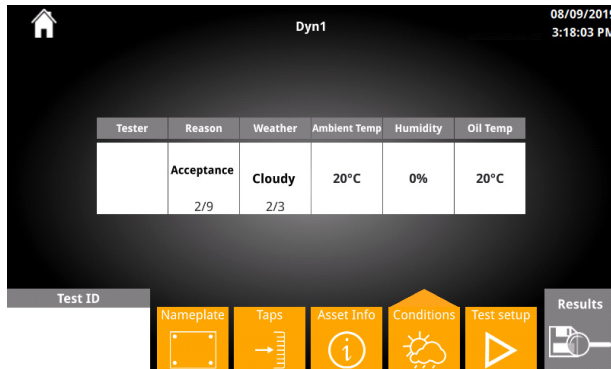 Dyn1
08/09/2019
3:18:03 PM
Tester Reason Weather Ambient Temp Humidity Oil Temp
Acceptance Cloudy 20°C 0% 20°C
2/9 2/3
Test ID
Nameplate Taps Asset Info Conditions Test setup Results